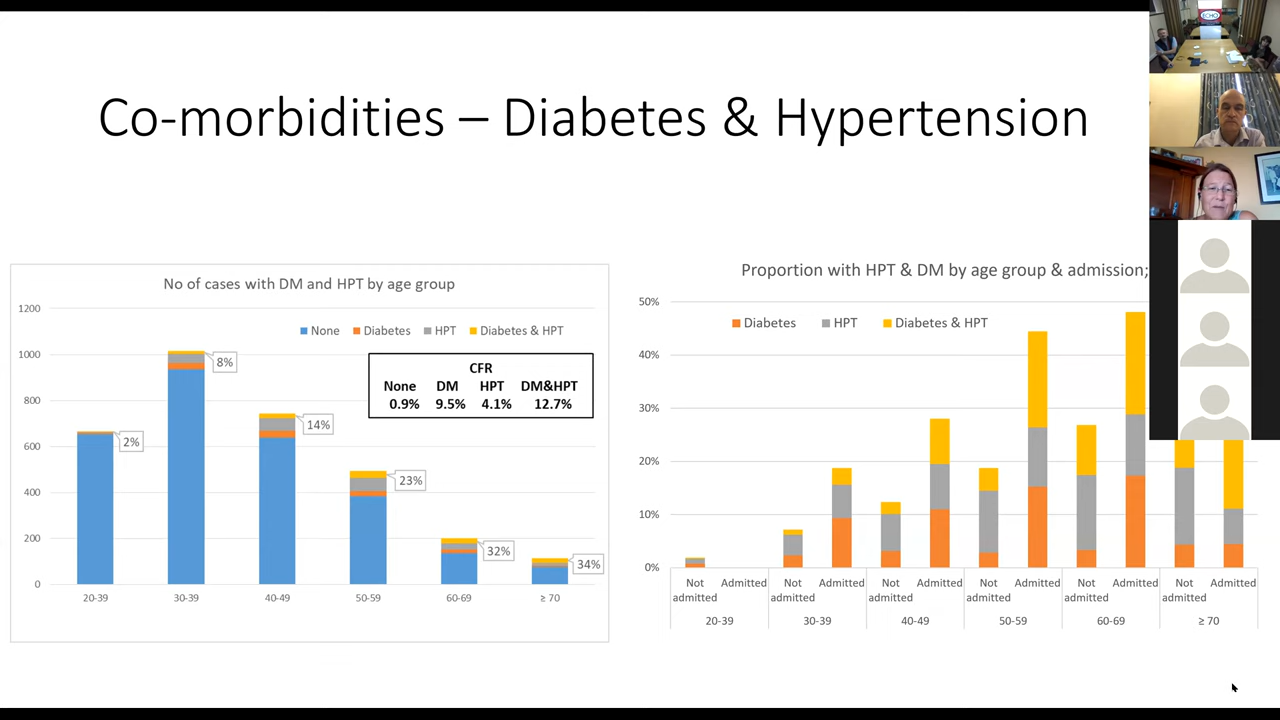 Co-morbidities – Diabetes & Hypertension
ECHO
No of cases with DM and HPT by age group
1200
1000
800
600
400
200
0
None Diabetes HPT Diabetes & HPT
CFR
None DM HPT DM&HPT
0.9% 9.5% 4.1% 12.7%
2%
8%
14%
23%
32%
34%
20-39 30-39 40-49 50-59 60-69 ≥ 70
Proportion with HPT & DM by age group & admission;
50%
40%
30%
20%
10%
0%
Diabetes HPT Diabetes & HPT
Not Admitted Not Admitted Not Admitted Not Admitted Not Admitted Not Admitted
admitted admitted admitted admitted admitted admitted
20-39 30-39 40-49 50-59 60-69 ≥ 70